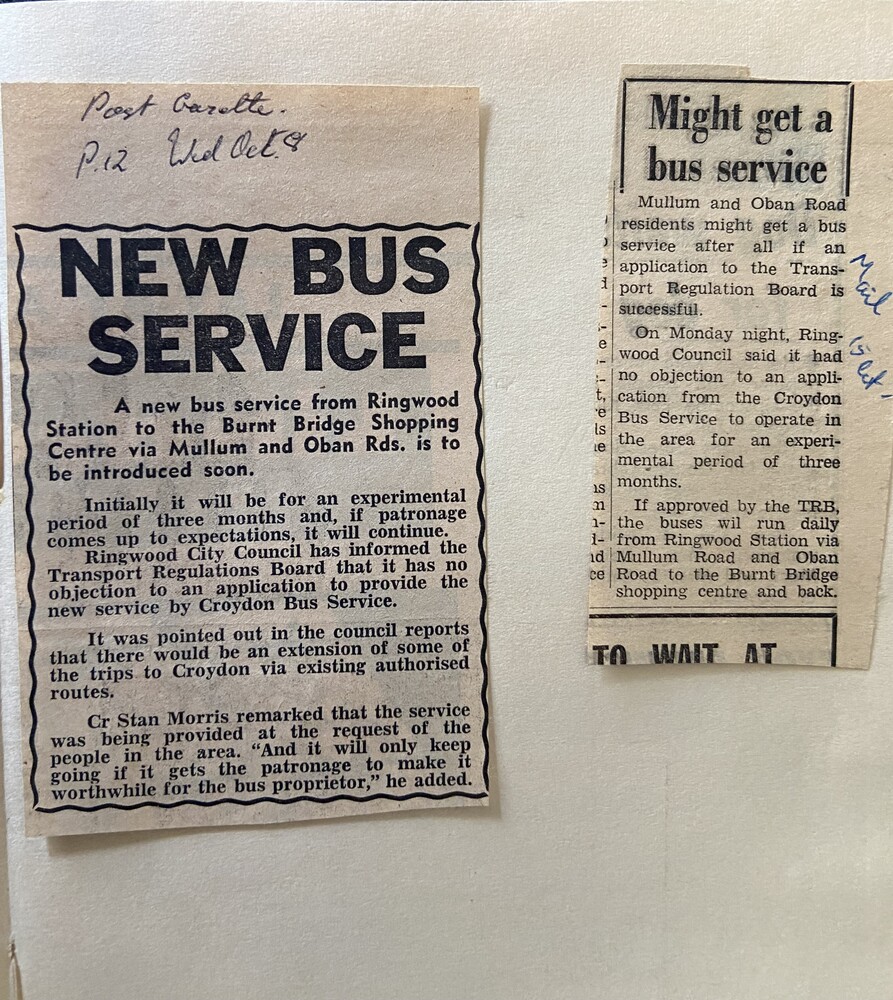 Post Gazette.
P.12 Wed Oct. 8
NEW BUS
SERVICE
A new bus service from Ringwood
Station to the Burnt Bridge Shopping
Centre via Mullum and Oban Rds. is to
be introduced soon.
Initially it will be for an experimental
period of three months and, if patronage
comes up to expectations, it will continue.
Ringwood City Council has informed the
Transport Regulations Board that it has no
objection to an application to provide the
new service by Croydon Bus Service.
It was pointed out in the council reports
that there would be an extension of some of
the trips to Croydon via existing authorised
routes.
Cr Stan Morris remarked that the service
was being provided at the request of the
people in the area. “And it will only keep
going if it gets the patronage to make it
worthwhile for the bus proprietor,” he added.
Might get a
bus service
Mullum and Oban Road
residents might get a bus
service after all if an
application to the Trans-
port Regulation Board is
successful.
On Monday night, Ring-
wood Council said it had
no objection to an appli-
cation from the Croydon
Bus Service to operate in
the area for an experi-
mental period of three
months.
If approved by the TRB,
the buses wil run daily
from Ringwood Station via
Mullum Road and Oban
Road to the Burnt Bridge
shopping centre and back.
Mail
TO WAIT AT